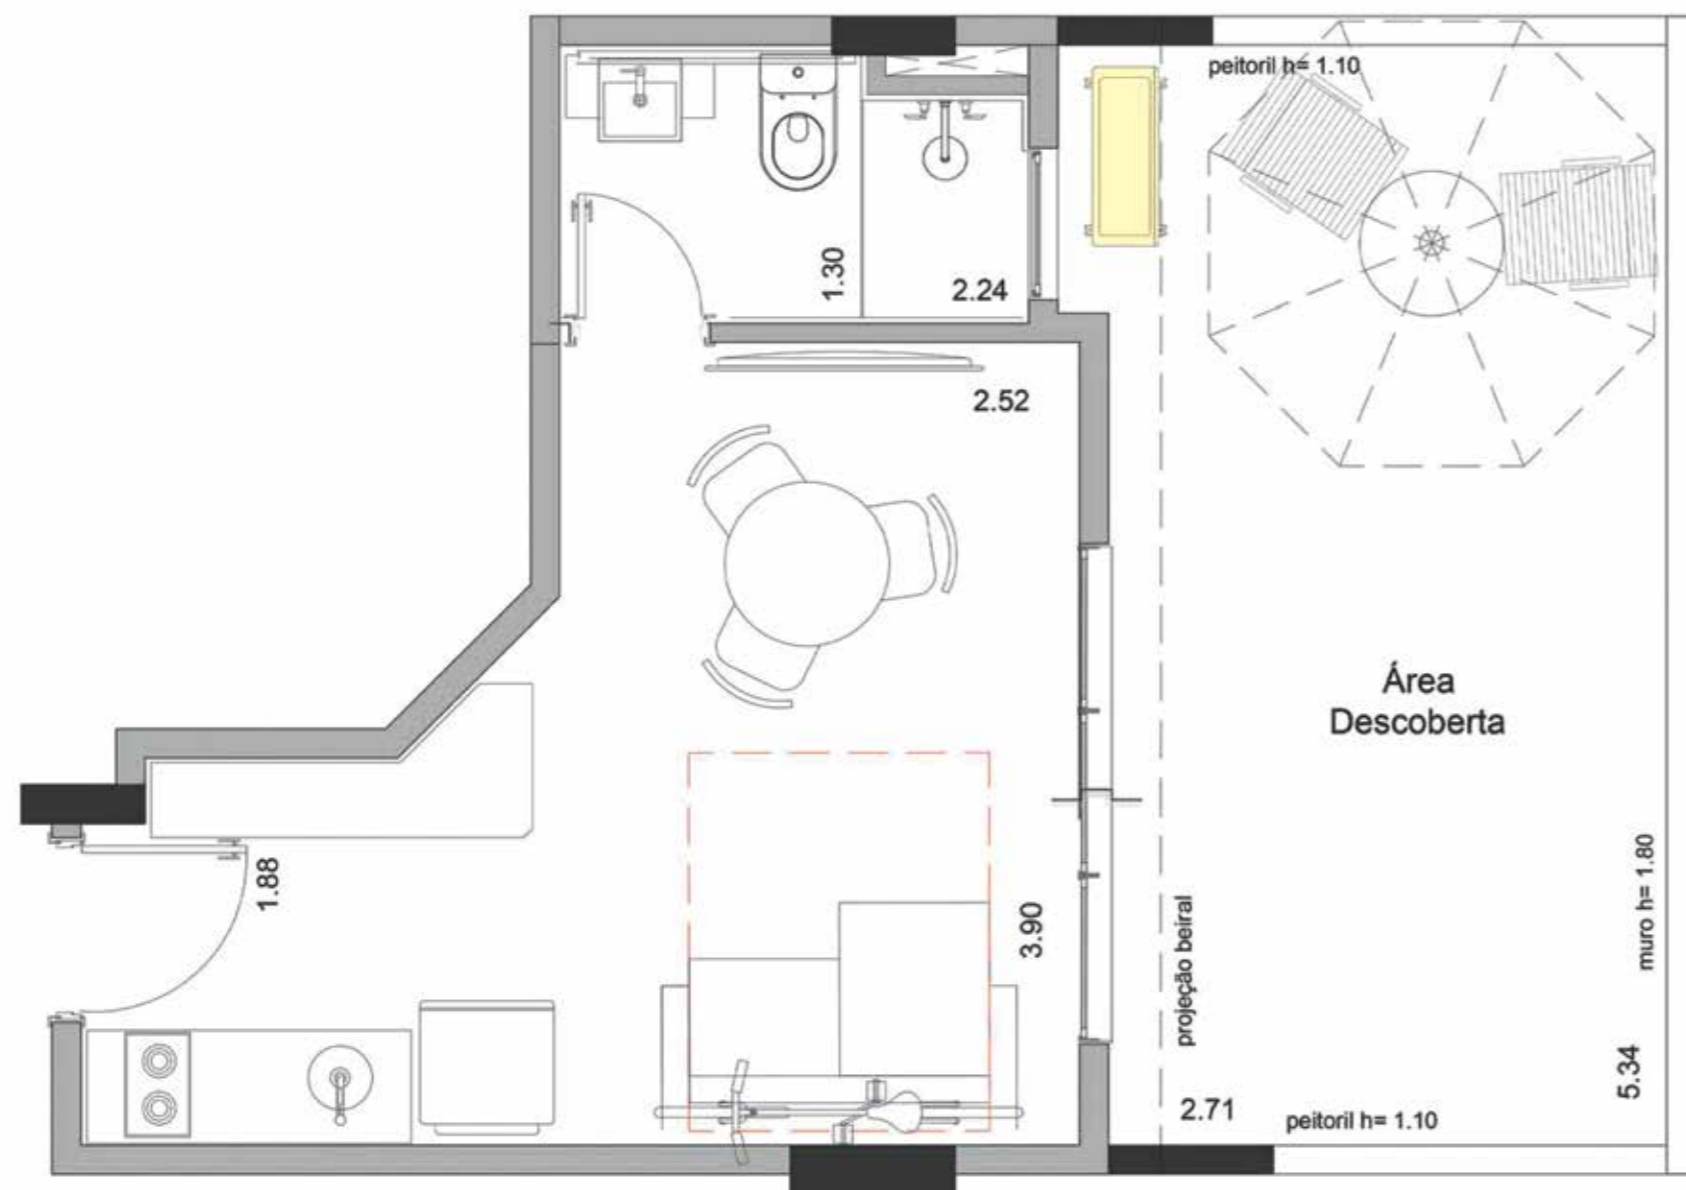 peitoril h= 1.10
1.30
2.24
2.52
Área
Descoberta
1.88
3.90
projeção beiral
muro h= 1.80
5.34
2.71
peitoril h= 1.10